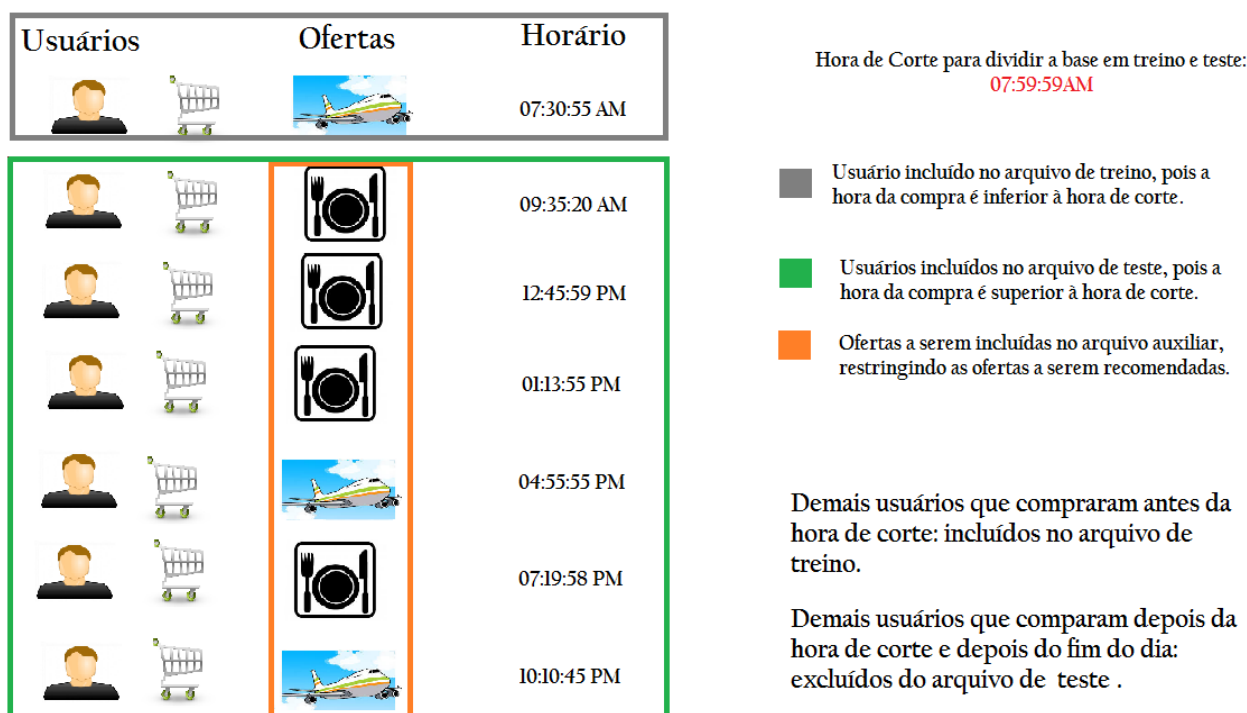 Usuários Ofertas Horário
07:30:55 AM
09:35:20 AM
12:45:59 PM
01:13:55 PM
04:55:55 PM
07:19:58 PM
10:10:45 PM
Hora de Corte para dividir a base em treino e teste:
07:59:59AM
Usuário incluído no arquivo de treino, pois a
hora da compra é inferior à hora de corte.
Usuários incluídos no arquivo de teste, pois a
hora da compra é superior à hora de corte.
Ofertas a serem incluídas no arquivo auxiliar,
restringindo as ofertas a serem recomendadas.
Demais usuários que compraram antes da
hora de corte: incluídos no arquivo de
treino.
Demais usuários que comparam depois da
hora de corte e depois do fim do dia:
excluídos do arquivo de teste .